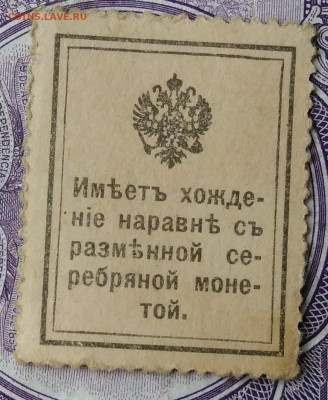 COINS.LAVE.RU
Имѣетъ хожде-
ніе наравнѣ съ
размѣнной се-
ребряной моне-
той.